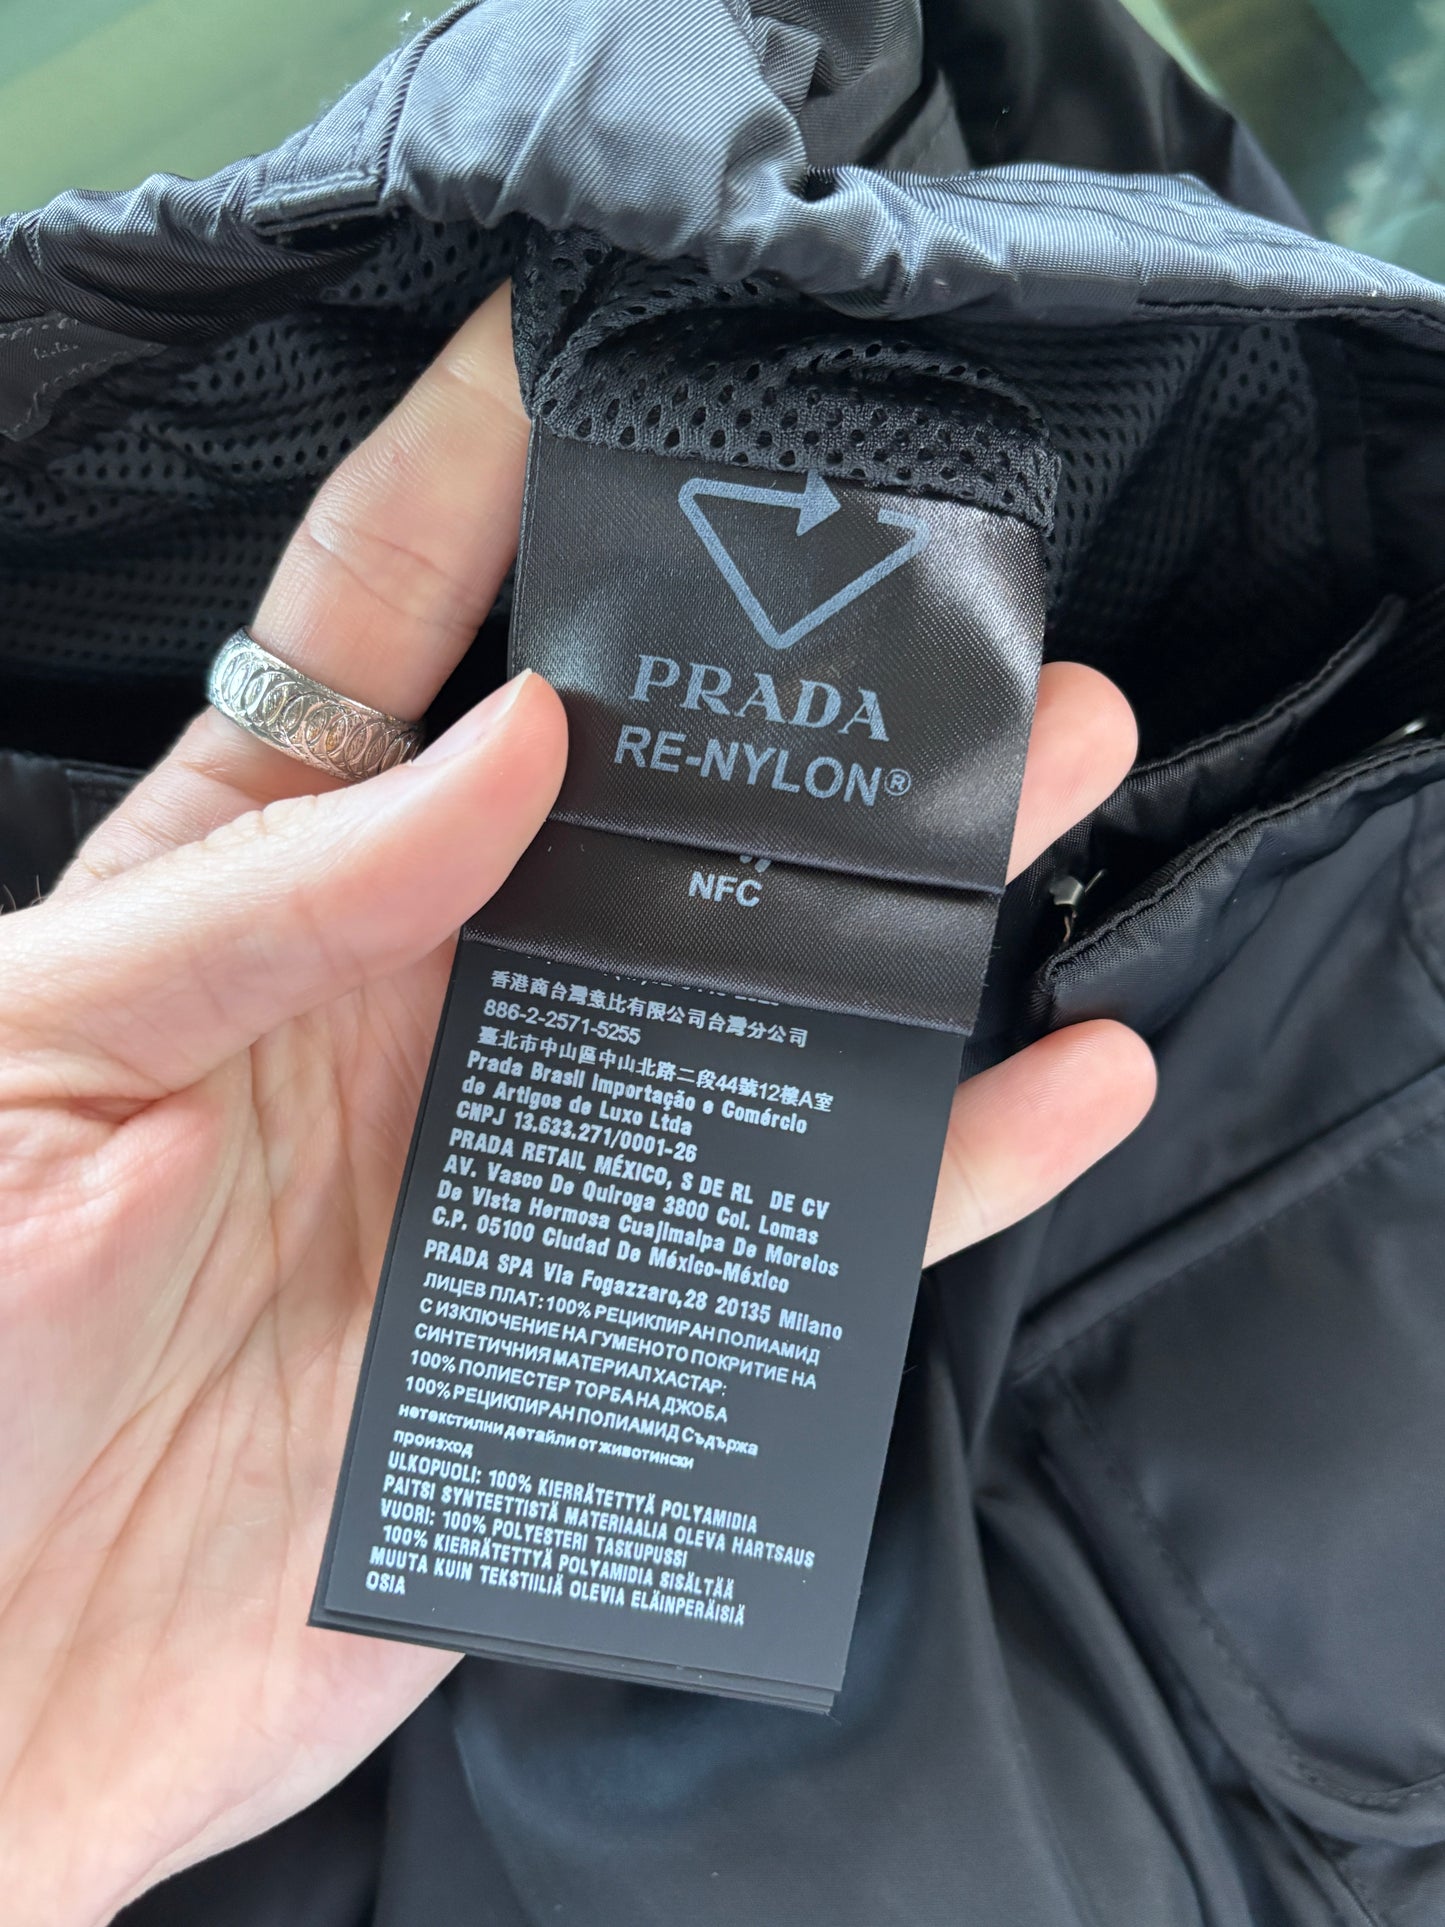 PRADA
RE-NYLON®
NFC
香港商台灣意比有限公司台灣分公司
886-2-2571-5255
臺北市中山區中山北路二段44號12樓A室
Prada Brasil Importação e Comércio
de Artigos de Luxo Ltda
CNPJ 13.633.271/0001-26
PRADA RETAIL MÉXICO, S DE RL DE CV
AV. Vasco De Quiroga 3800 Col. Lomas
De Vista Hermosa Cuajimalpa De Morelos
C.P. 05100 Ciudad De México-México
PRADA SPA Via Fogazzaro,28 20135 Milano
ЛИЦЕВ ПЛАТ: 100% РЕЦИКЛИРАН ПОЛИАМИД
С ИЗКЛЮЧЕНИЕ НА ГУМЕНОТО ПОКРИТИЕ НА
СИНТЕТИЧНИЯ МАТЕРИАЛ ХАСТАР:
100% ПОЛИЕСТЕР ТОРБА НА ДЖОБА
100% РЕЦИКЛИРАН ПОЛИАМИД Съдържа
нетекстилни детайли от животински
произход
ULKOPUOLI: 100% KIERRÄTETTYÄ POLYAMIDIA
PAITSI SYNTEETTISTÄ MATERIAALIA OLEVA HARTSAUS
VUORI: 100% POLYESTERI TASKUPUSSI
100% KIERRÄTETTYÄ POLYAMIDIA SISÄLTÄÄ
MUUTA KUIN TEKSTIILIÄ OLEVIA ELÄINPERÄISIÄ
OSIA